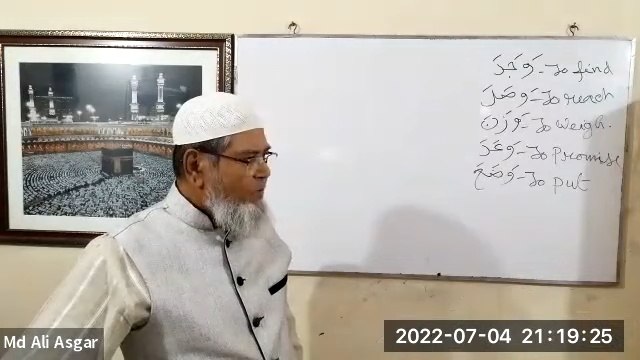 وَجَدَ - To find
وَصَلَ - To reach
وَزَنَ - To weigh.
وَعَدَ - To promise
وَضَعَ - To put
Md Ali Asgar
2022-07-04 21:19:25